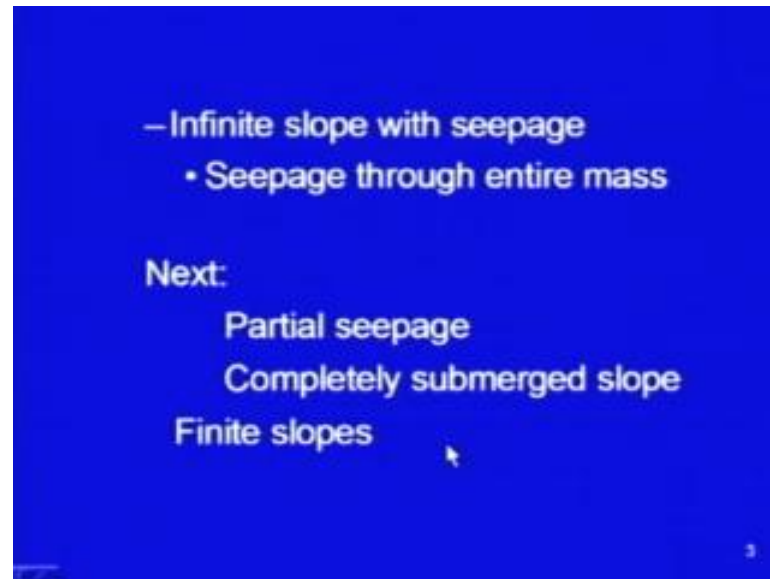 –Infinite slope with seepage
• Seepage through entire mass
Next:
Partial seepage
Completely submerged slope
Finite slopes
3